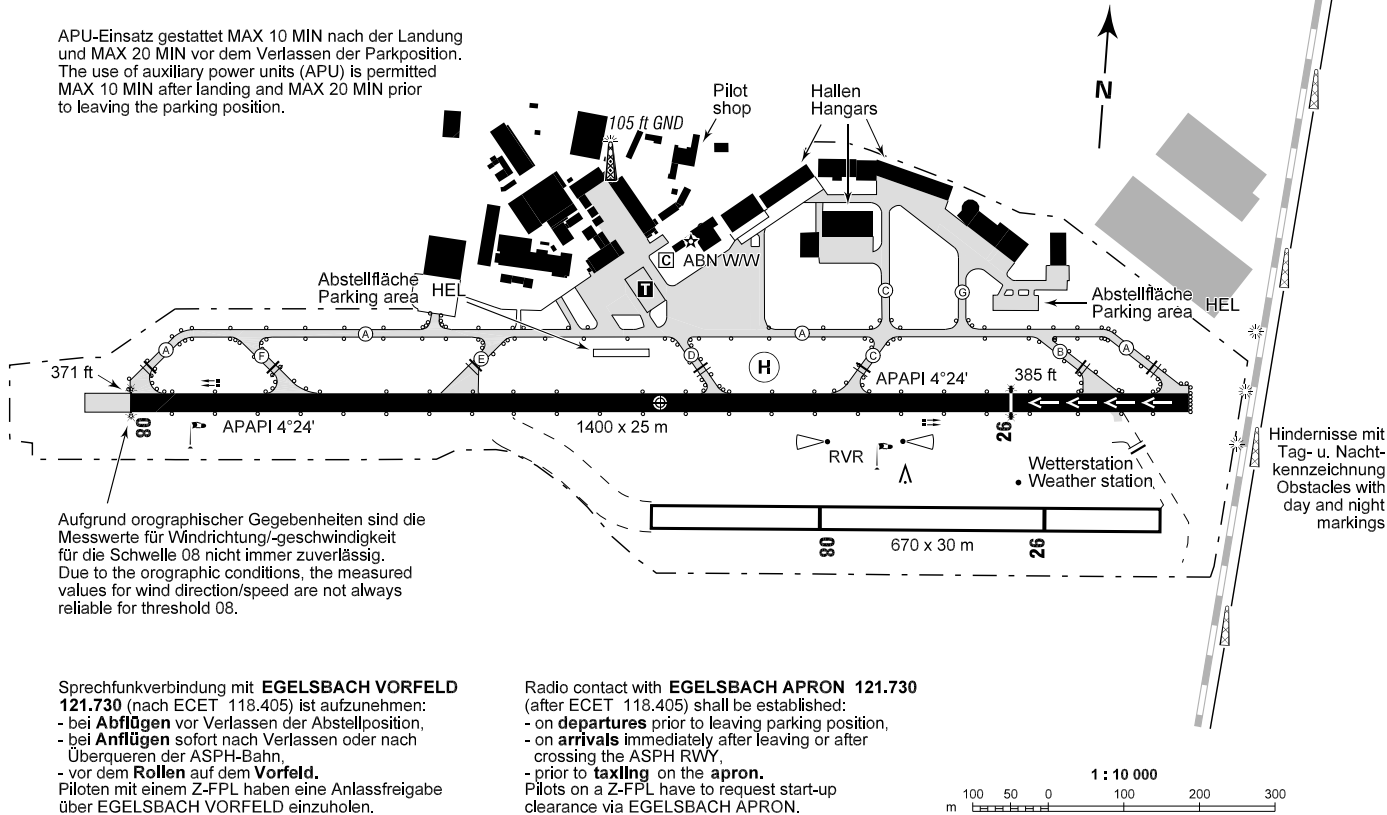 APU-Einsatz gestattet MAX 10 MIN nach der Landung
und MAX 20 MIN vor dem Verlassen der Parkposition.
The use of auxiliary power units (APU) is permitted
MAX 10 MIN after landing and MAX 20 MIN prior
to leaving the parking position.
Pilot
shop
Hallen
Hangars
N
105 ft GND
C
ABN W/W
T
Abstellfläche
Parking area
HEL
Abstellfläche
Parking area
HEL
C
G
A
A
A
A
F
E
D
C
B
H
371 ft
APAPI 4°24'
385 ft
08
APAPI 4°24'
1400 x 25 m
26
RVR
Wetterstation
Weather station
Hindernisse mit
Tag- u. Nacht-
kennzeichnung
Obstacles with
day and night
markings
08
670 x 30 m
26
Aufgrund orographischer Gegebenheiten sind die
Messwerte für Windrichtung/-geschwindigkeit
für die Schwelle 08 nicht immer zuverlässig.
Due to the orographic conditions, the measured
values for wind direction/speed are not always
reliable for threshold 08.
Sprechfunkverbindung mit EGELSBACH VORFELD
121.730 (nach ECET 118.405) ist aufzunehmen:
- bei Abflügen vor Verlassen der Abstellposition,
- bei Anflügen sofort nach Verlassen oder nach
Überqueren der ASPH-Bahn,
- vor dem Rollen auf dem Vorfeld.
Piloten mit einem Z-FPL haben eine Anlassfreigabe
über EGELSBACH VORFELD einzuholen.
Radio contact with EGELSBACH APRON 121.730
(after ECET 118.405) shall be established:
- on departures prior to leaving parking position,
- on arrivals immediately after leaving or after
crossing the ASPH RWY,
- prior to taxiing on the apron.
Pilots on a Z-FPL have to request start-up
clearance via EGELSBACH APRON.
1 : 10 000
m 100 50 0 100 200 300